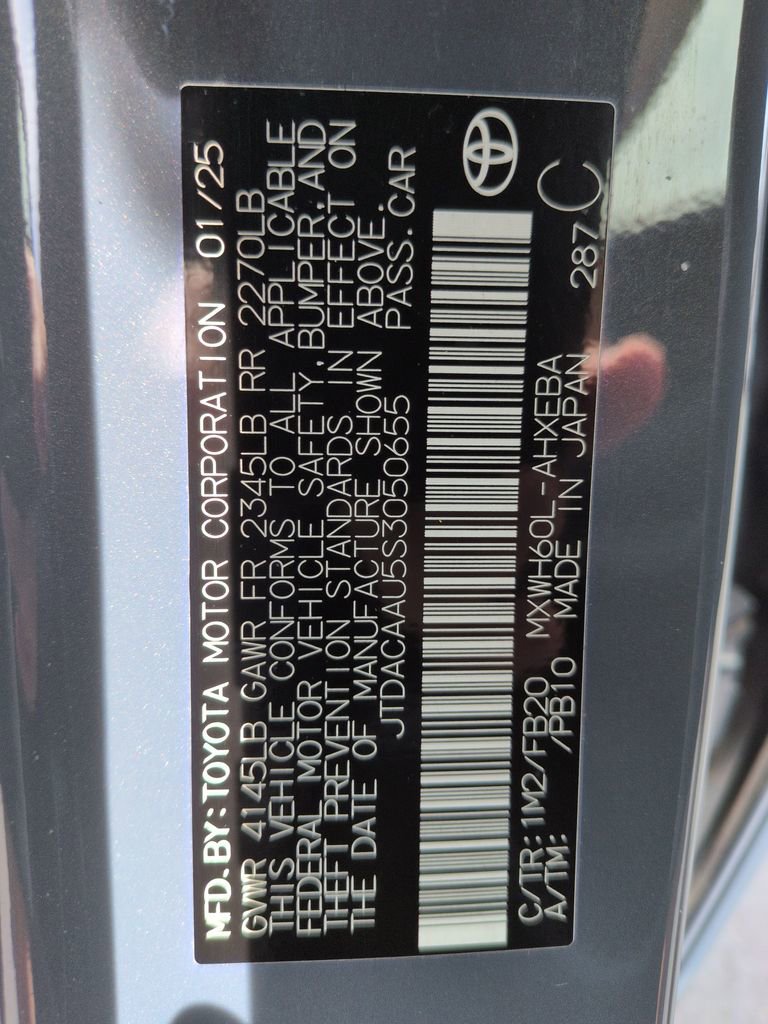 MFD.BY:TOYOTA MOTOR CORPORATION 01/25
GVWR 4145LB GAWR FR 2345LB RR 2270LB
THIS VEHICLE CONFORMS TO ALL APPLICABLE
FEDERAL MOTOR VEHICLE SAFETY, BUMPER, AND
THEFT PREVENTION STANDARDS IN EFFECT ON
THE DATE OF MANUFACTURE SHOWN ABOVE.
JTDACAAU5S3050655 PASS.CAR
C/TR: 1M2/FB20 MXWH60L-AHXEBA 287 C
A/TM: /PB10 MADE IN JAPAN